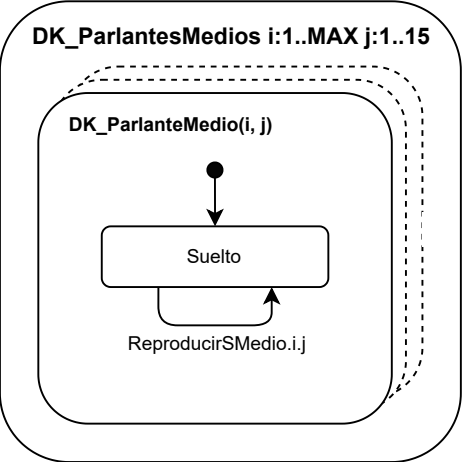 DK_ParlantesMedios i:1..MAX j:1..15
DK_ParlanteMedio(i, j)
Suelto
ReproducirSMedio.i.j